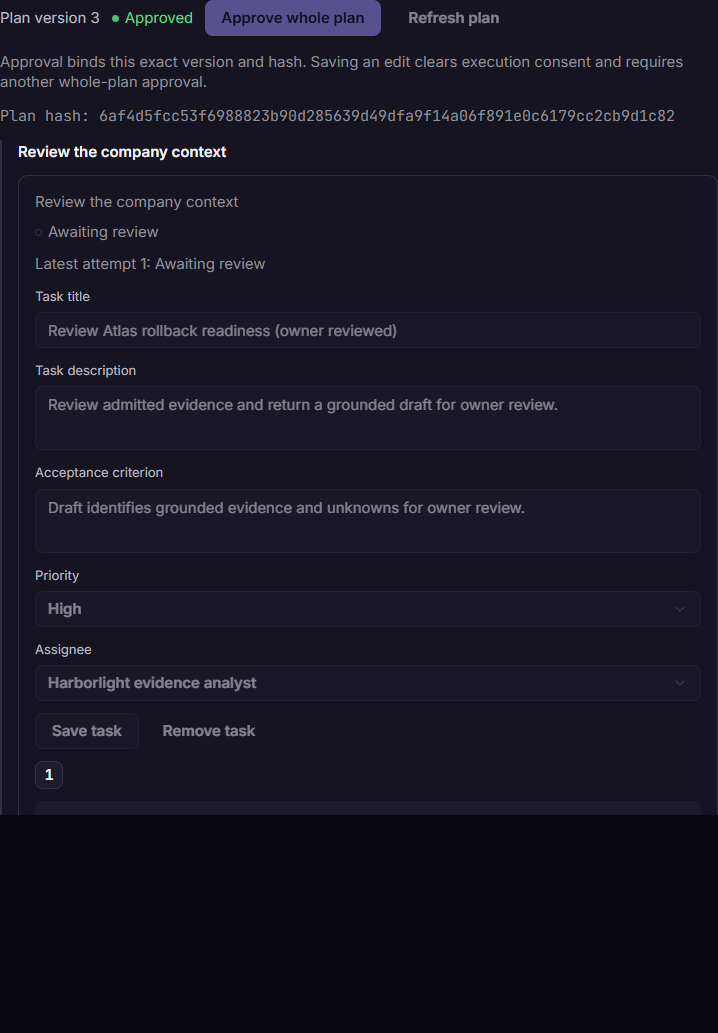 Plan version 3 Approved Approve whole plan Refresh plan
Approval binds this exact version and hash. Saving an edit clears execution consent and requires
another whole-plan approval.
Plan hash: 6af4d5fcc53f6988823b90d285639d49dfa9f14a06f891e0c6179cc2cb9d1c82
Review the company context
Review the company context
Awaiting review
Latest attempt 1: Awaiting review
Task title
Review Atlas rollback readiness (owner reviewed)
Task description
Review admitted evidence and return a grounded draft for owner review.
Acceptance criterion
Draft identifies grounded evidence and unknowns for owner review.
Priority
High
Assignee
Harborlight evidence analyst
Save task Remove task
1